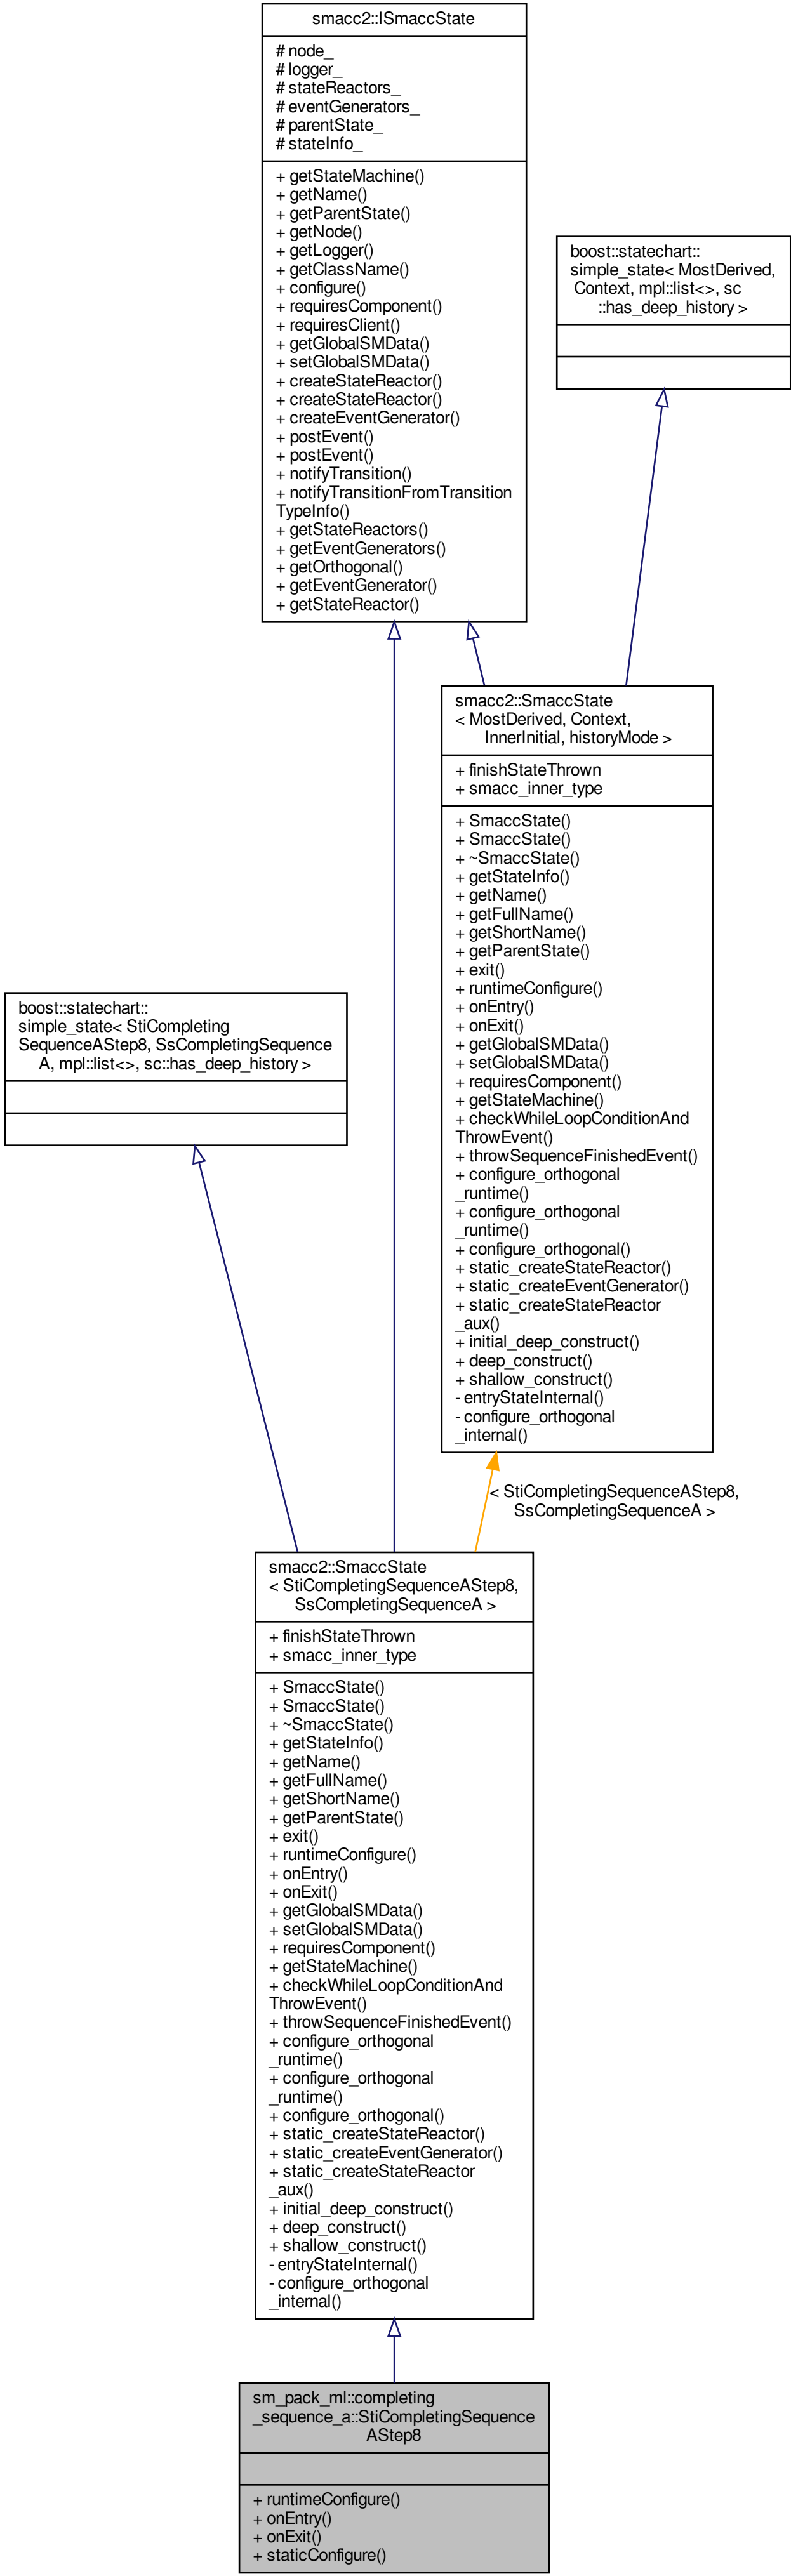 smacc2::ISmaccState
# node_
# logger_
# stateReactors_
# eventGenerators_
# parentState_
# stateInfo_
+ getStateMachine()
+ getName()
+ getParentState()
+ getNode()
+ getLogger()
+ getClassName()
+ configure()
+ requiresComponent()
+ requiresClient()
+ getGlobalSMData()
+ setGlobalSMData()
+ createStateReactor()
+ createStateReactor()
+ createEventGenerator()
+ postEvent()
+ postEvent()
+ notifyTransition()
+ notifyTransitionFromTransition
TypeInfo()
+ getStateReactors()
+ getEventGenerators()
+ getOrthogonal()
+ getEventGenerator()
+ getStateReactor()
boost::statechart::
simple_state< MostDerived,
Context, mpl::list<>, sc
::has_deep_history >
smacc2::SmaccState
< MostDerived, Context,
InnerInitial, historyMode >
+ finishStateThrown
+ smacc_inner_type
+ SmaccState()
+ SmaccState()
+ ~SmaccState()
+ getStateInfo()
+ getName()
+ getFullName()
+ getShortName()
+ getParentState()
+ exit()
+ runtimeConfigure()
+ onEntry()
+ onExit()
+ getGlobalSMData()
+ setGlobalSMData()
+ requiresComponent()
+ getStateMachine()
+ checkWhileLoopConditionAnd
ThrowEvent()
+ throwSequenceFinishedEvent()
+ configure_orthogonal
_runtime()
+ configure_orthogonal
_runtime()
+ configure_orthogonal()
+ static_createStateReactor()
+ static_createEventGenerator()
+ static_createStateReactor
_aux()
+ initial_deep_construct()
+ deep_construct()
+ shallow_construct()
- entryStateInternal()
- configure_orthogonal
_internal()
boost::statechart::
simple_state< StiCompleting
SequenceAStep8, SsCompletingSequence
A, mpl::list<>, sc::has_deep_history >
< StiCompletingSequenceAStep8,
SsCompletingSequenceA >
smacc2::SmaccState
< StiCompletingSequenceAStep8,
SsCompletingSequenceA >
+ finishStateThrown
+ smacc_inner_type
+ SmaccState()
+ SmaccState()
+ ~SmaccState()
+ getStateInfo()
+ getName()
+ getFullName()
+ getShortName()
+ getParentState()
+ exit()
+ runtimeConfigure()
+ onEntry()
+ onExit()
+ getGlobalSMData()
+ setGlobalSMData()
+ requiresComponent()
+ getStateMachine()
+ checkWhileLoopConditionAnd
ThrowEvent()
+ throwSequenceFinishedEvent()
+ configure_orthogonal
_runtime()
+ configure_orthogonal
_runtime()
+ configure_orthogonal()
+ static_createStateReactor()
+ static_createEventGenerator()
+ static_createStateReactor
_aux()
+ initial_deep_construct()
+ deep_construct()
+ shallow_construct()
- entryStateInternal()
- configure_orthogonal
_internal()
sm_pack_ml::completing
_sequence_a::StiCompletingSequence
AStep8
+ runtimeConfigure()
+ onEntry()
+ onExit()
+ staticConfigure()